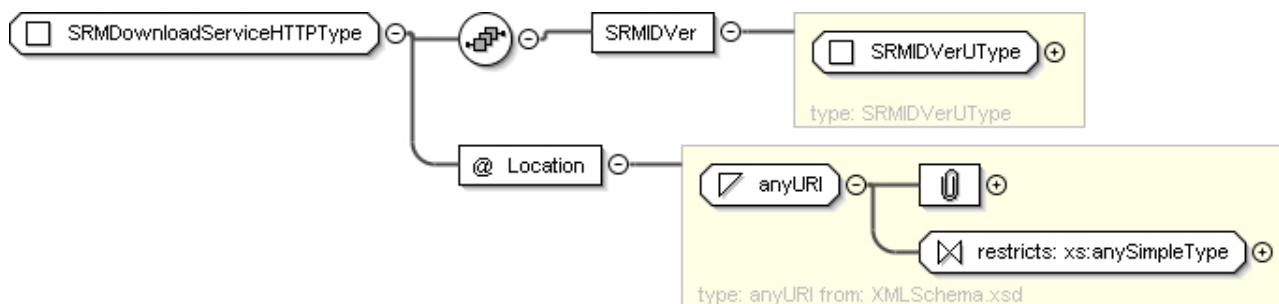 SRMDownloadServiceHTTPType
SRMIDVer
SRMIDVerUType
type: SRMIDVerUType
@ Location
anyURI
restricts: xs:anySimpleType
type: anyURI from: XMLSchema.xsd